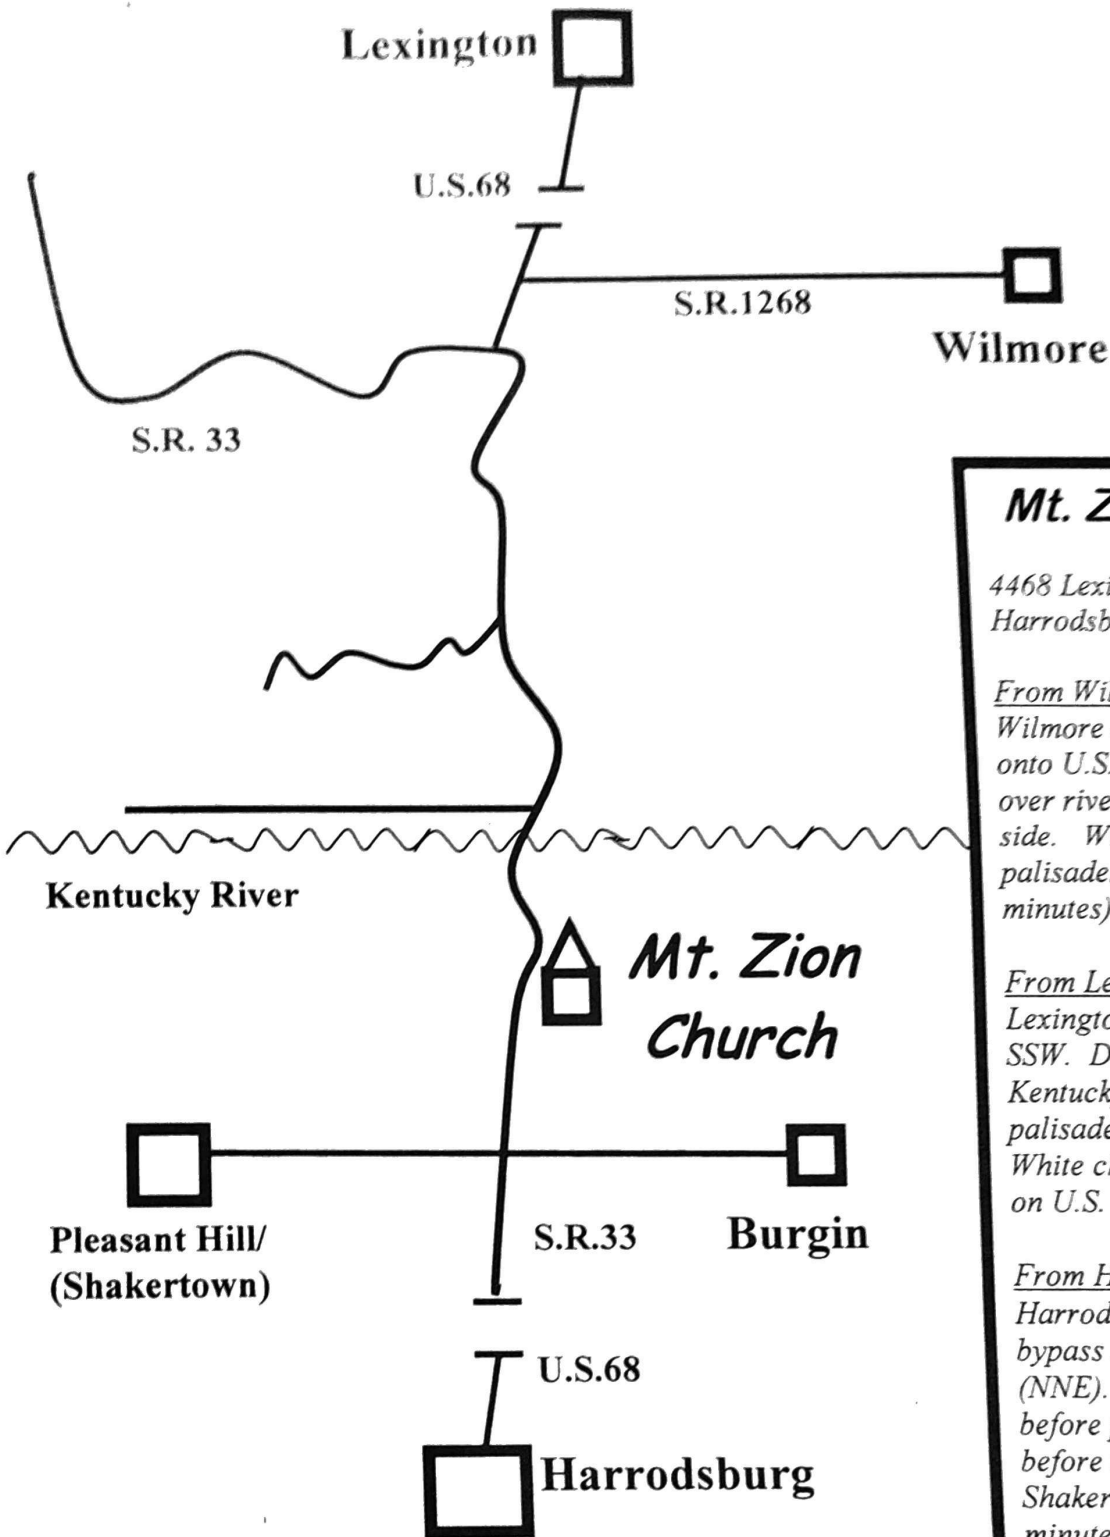 Lexington
U.S.68
S.R.1268
Wilmore
S.R. 33
Kentucky River
Mt. Zion
Church
Pleasant Hill/
(Shakertown)
S.R.33
Burgin
U.S.68
Harrodsburg
Mt. Z
4468 Lexi
Harrodsb
From Wil
Wilmore
onto U.S.
over rive
side. W
palisade
minutes)
From Le
Lexingto
SSW. D
Kentuck
palisade
White c
on U.S.
From H
Harrod
bypass
(NNE).
before
before
Shaker
minute